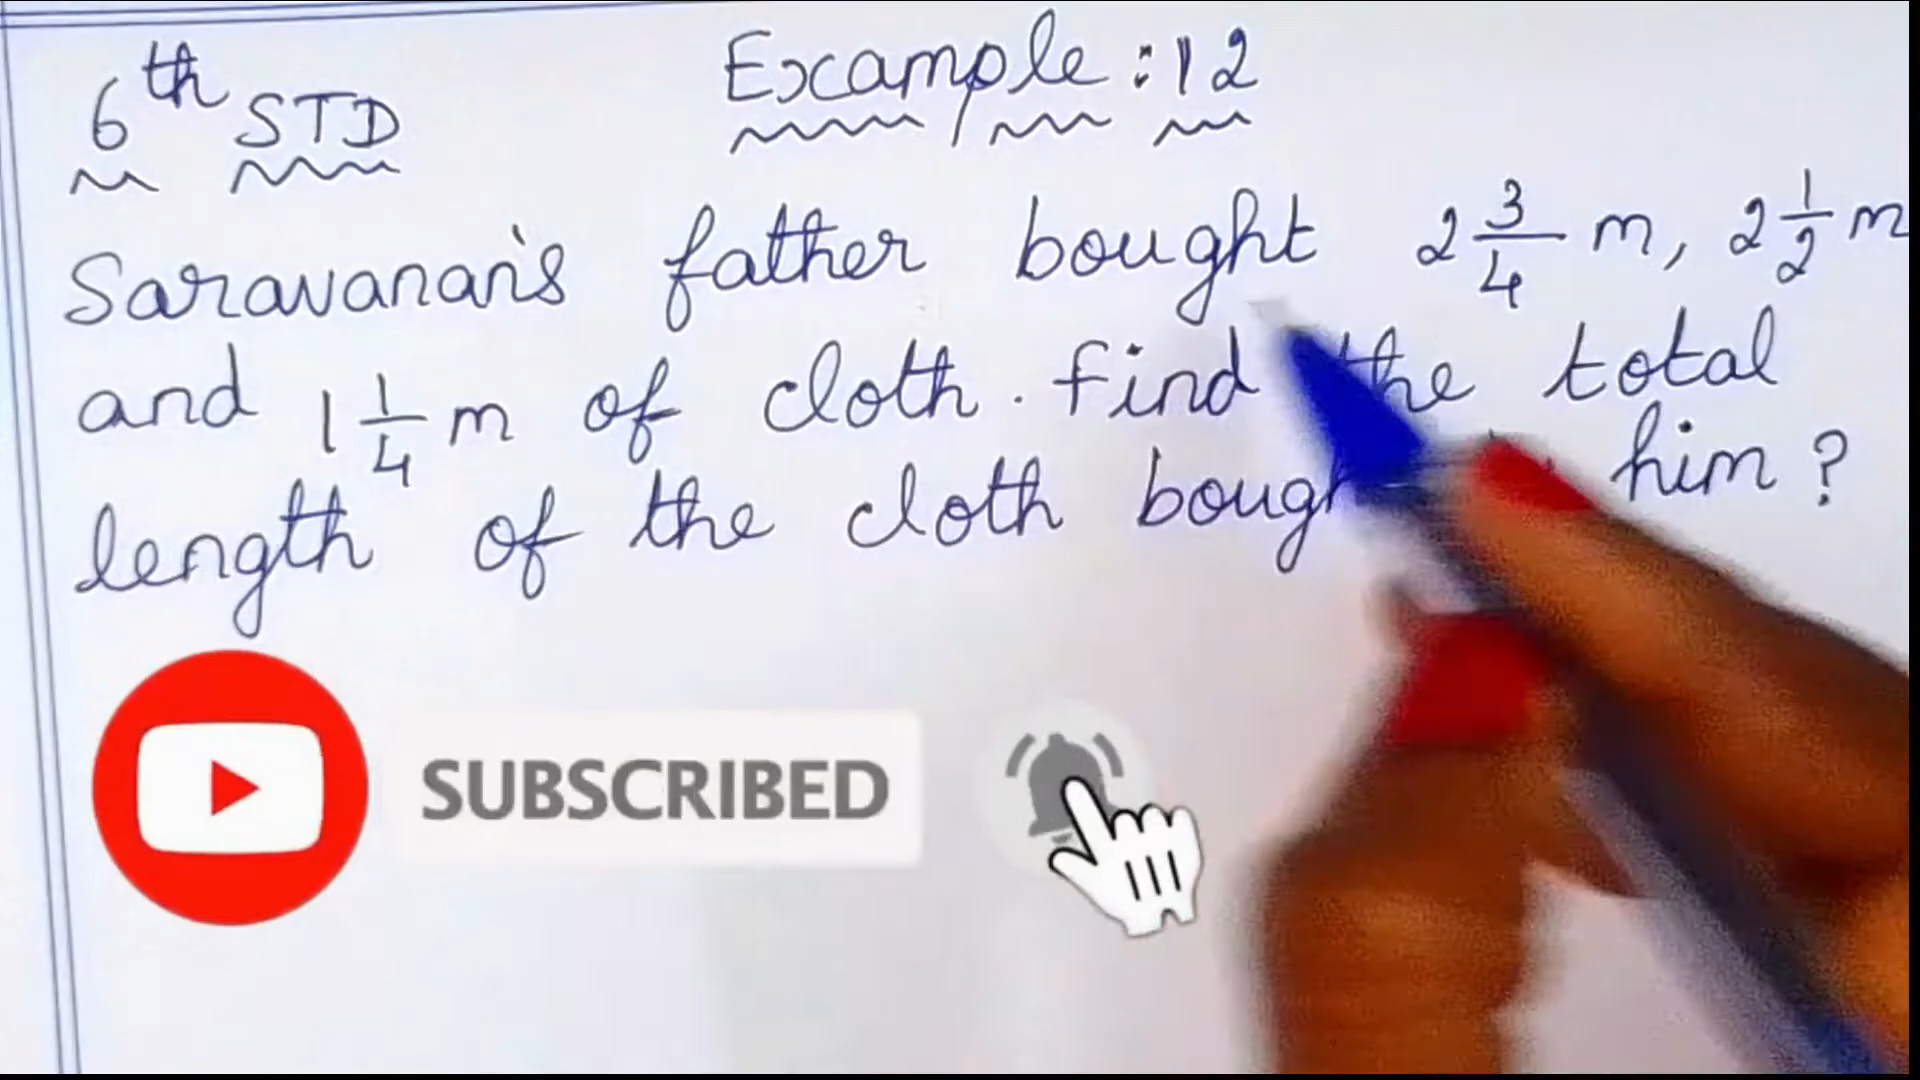 6th STD Example : 12
Saravanan's father bought 2 3/4 m, 2 1/2 m
and 1 1/4 m of cloth. Find the total
length of the cloth him?
SUBSCRIBED